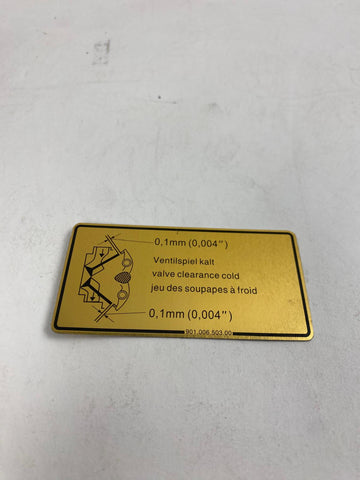 0,1mm (0,004")
Ventilspiel kalt
valve clearance cold
jeu des soupapes à froid
0,1mm (0,004")
901.006.503.00